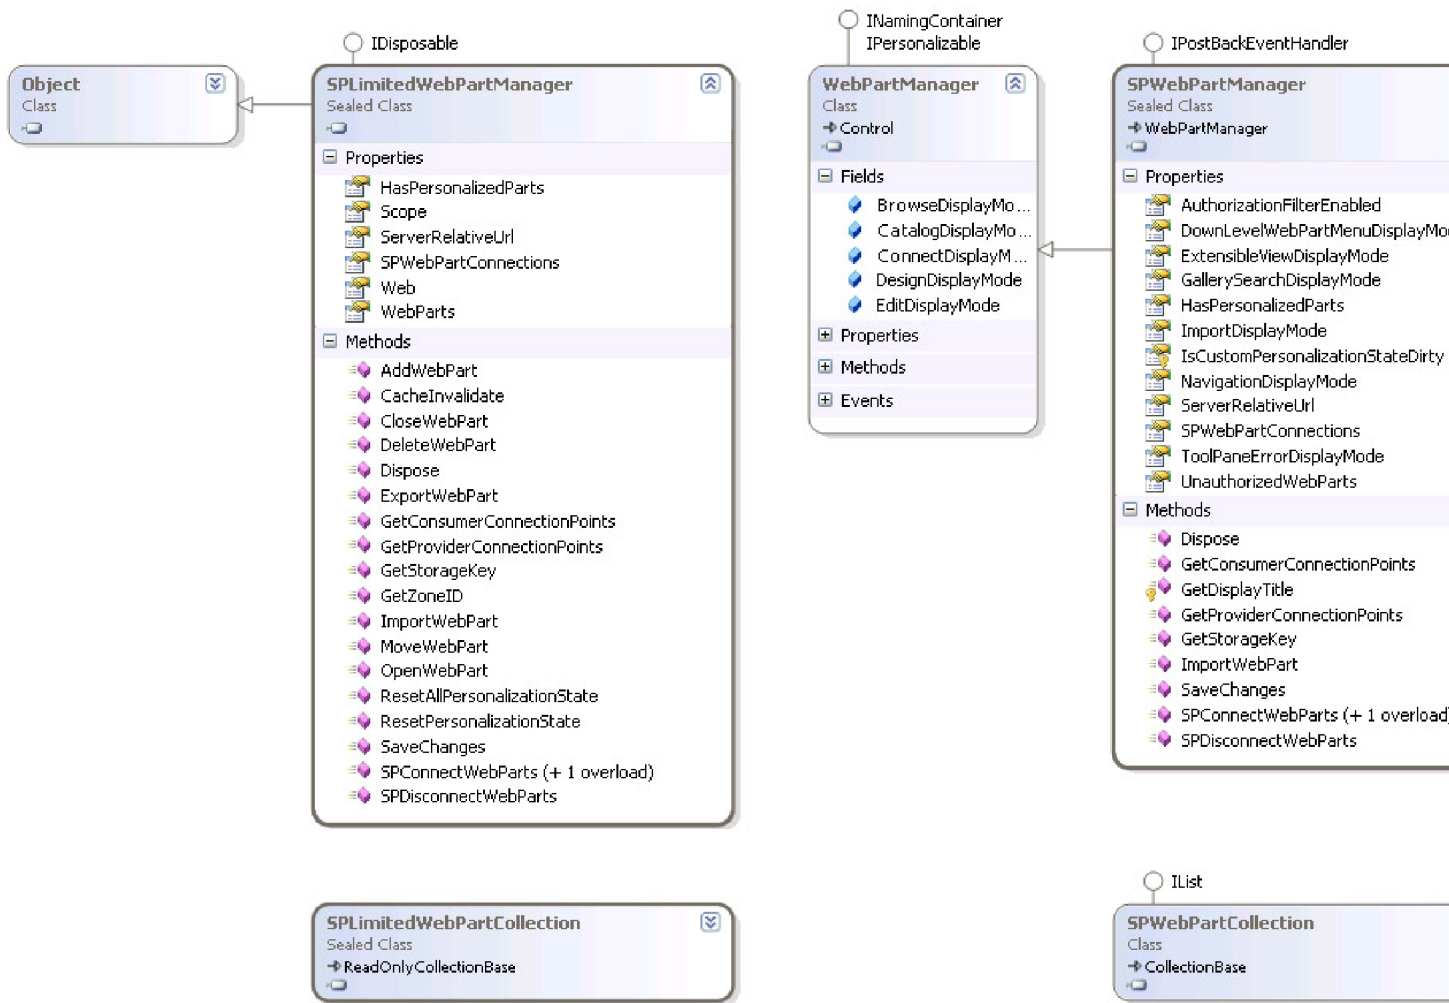 IDisposable
Object
Class
SPLimitedWebPartManager
Sealed Class
Properties
HasPersonalizedParts
Scope
ServerRelativeUrl
SPWebPartConnections
Web
WebParts
Methods
AddWebPart
CacheInvalidate
CloseWebPart
DeleteWebPart
Dispose
ExportWebPart
GetConsumerConnectionPoints
GetProviderConnectionPoints
GetStorageKey
GetZoneID
ImportWebPart
MoveWebPart
OpenWebPart
ResetAllPersonalizationState
ResetPersonalizationState
SaveChanges
SPConnectWebParts (+ 1 overload)
SPDisconnectWebParts
SPLimitedWebPartCollection
Sealed Class
ReadOnlyCollectionBase
INamingContainer
IPersonalizable
WebPartManager
Class
Control
Fields
BrowseDisplayMo...
CatalogDisplayMo...
ConnectDisplayM...
DesignDisplayMode
EditDisplayMode
Properties
Methods
Events
IPostBackEventHandler
SPWebPartManager
Sealed Class
WebPartManager
Properties
AuthorizationFilterEnabled
DownLevelWebPartMenuDisplayMo
ExtensibleViewDisplayMode
GallerySearchDisplayMode
HasPersonalizedParts
ImportDisplayMode
IsCustomPersonalizationStateDirty
NavigationDisplayMode
ServerRelativeUrl
SPWebPartConnections
ToolPaneErrorDisplayMode
UnauthorizedWebParts
Methods
Dispose
GetConsumerConnectionPoints
GetDisplayTitle
GetProviderConnectionPoints
GetStorageKey
ImportWebPart
SaveChanges
SPConnectWebParts (+ 1 overload)
SPDisconnectWebParts
IList
SPWebPartCollection
Class
CollectionBase